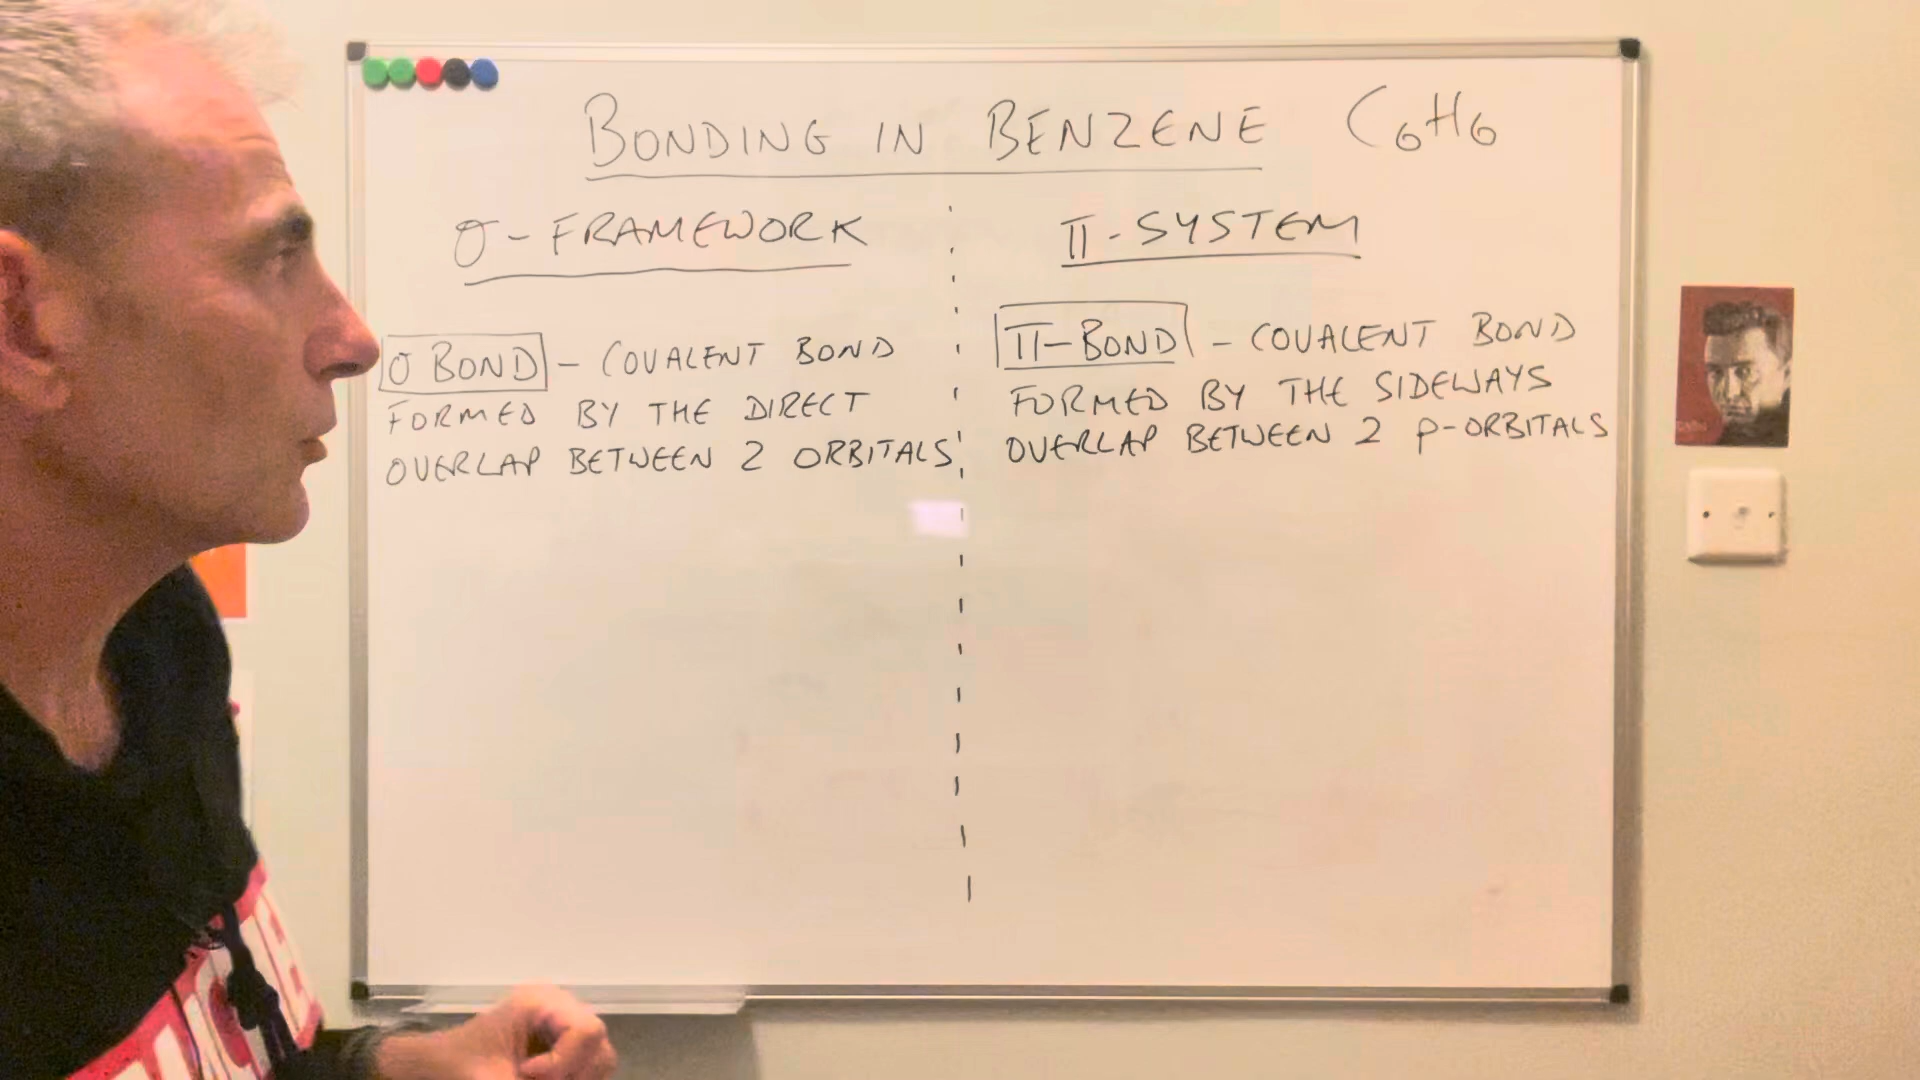 BONDING IN BENZENE C6H6
σ-FRAMEWORK
σ BOND - COVALENT BOND
FORMED BY THE DIRECT
OVERLAP BETWEEN 2 ORBITALS
π-SYSTEM
π-BOND - COVALENT BOND
FORMED BY THE SIDEWAYS
OVERLAP BETWEEN 2 p-ORBITALS